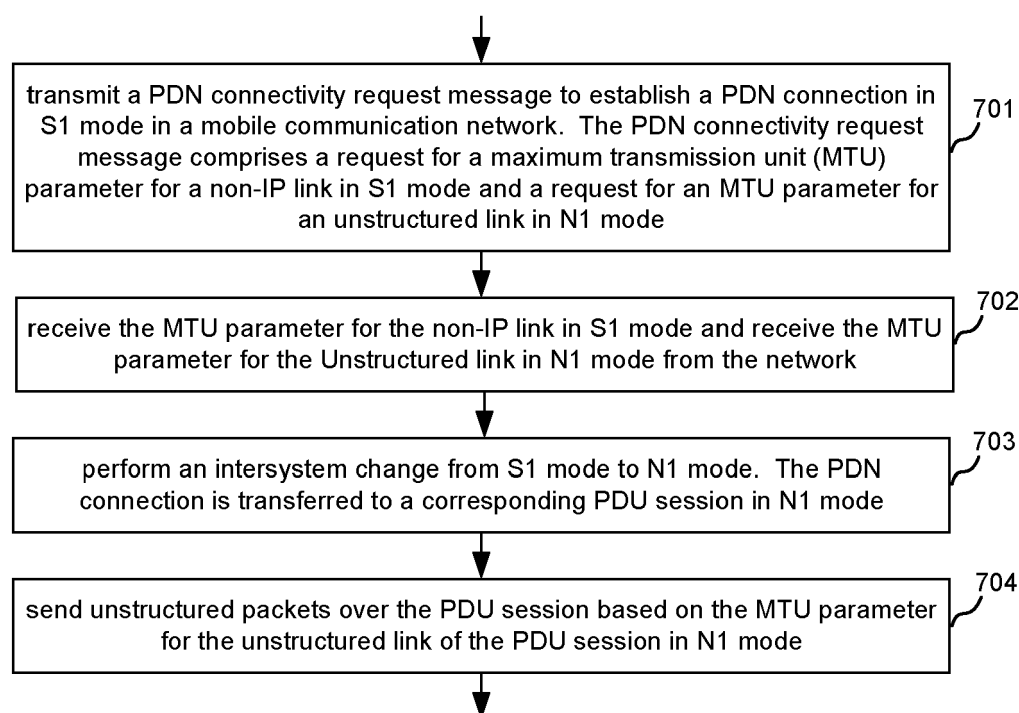 transmit a PDN connectivity request message to establish a PDN connection in
S1 mode in a mobile communication network. The PDN connectivity request
message comprises a request for a maximum transmission unit (MTU)
parameter for a non-IP link in S1 mode and a request for an MTU parameter for
an unstructured link in N1 mode
701
receive the MTU parameter for the non-IP link in S1 mode and receive the MTU
parameter for the Unstructured link in N1 mode from the network
702
perform an intersystem change from S1 mode to N1 mode. The PDN
connection is transferred to a corresponding PDU session in N1 mode
703
send unstructured packets over the PDU session based on the MTU parameter
for the unstructured link of the PDU session in N1 mode
704